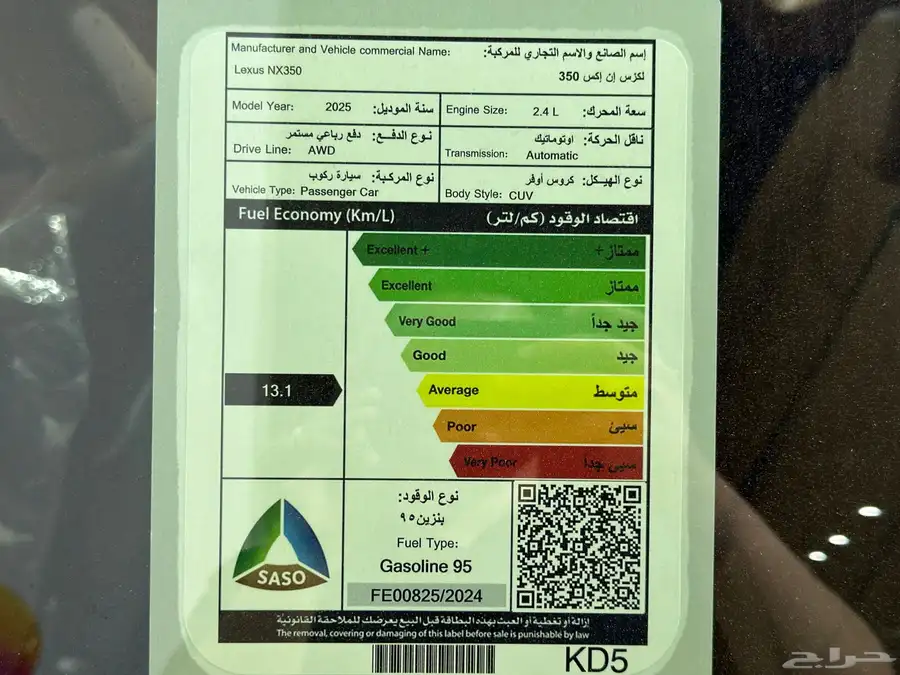 Manufacturer and Vehicle commercial Name: إسم الصانع والاسم التجاري للمركبة:
Lexus NX350 لكزس إن إكس 350
Model Year: 2025 سنة الموديل:
Engine Size: 2.4 L سعة المحرك:
نوع الدفع: دفع رباعي مستمر
Drive Line: AWD
ناقل الحركة: اوتوماتيك
Transmission: Automatic
نوع المركبة: سيارة ركوب
Vehicle Type: Passenger Car
نوع الهيكل: كروس أوفر
Body Style: CUV
Fuel Economy (Km/L) اقتصاد الوقود (كم/لتر)
Excellent + ممتاز+
Excellent ممتاز
Very Good جيد جداً
Good جيد
13.1
Average متوسط
Poor سيئ
Very Poor سيئ جداً
SASO
نوع الوقود:
بنزين ٩٥
Fuel Type:
Gasoline 95
FE00825/2024
إزالة أو تغطية أو العبث بهذه البطاقة قبل البيع يعرضك للملاحقة القانونية
The removal, covering or damaging of this label before sale is punishable by law
KD5
حراج